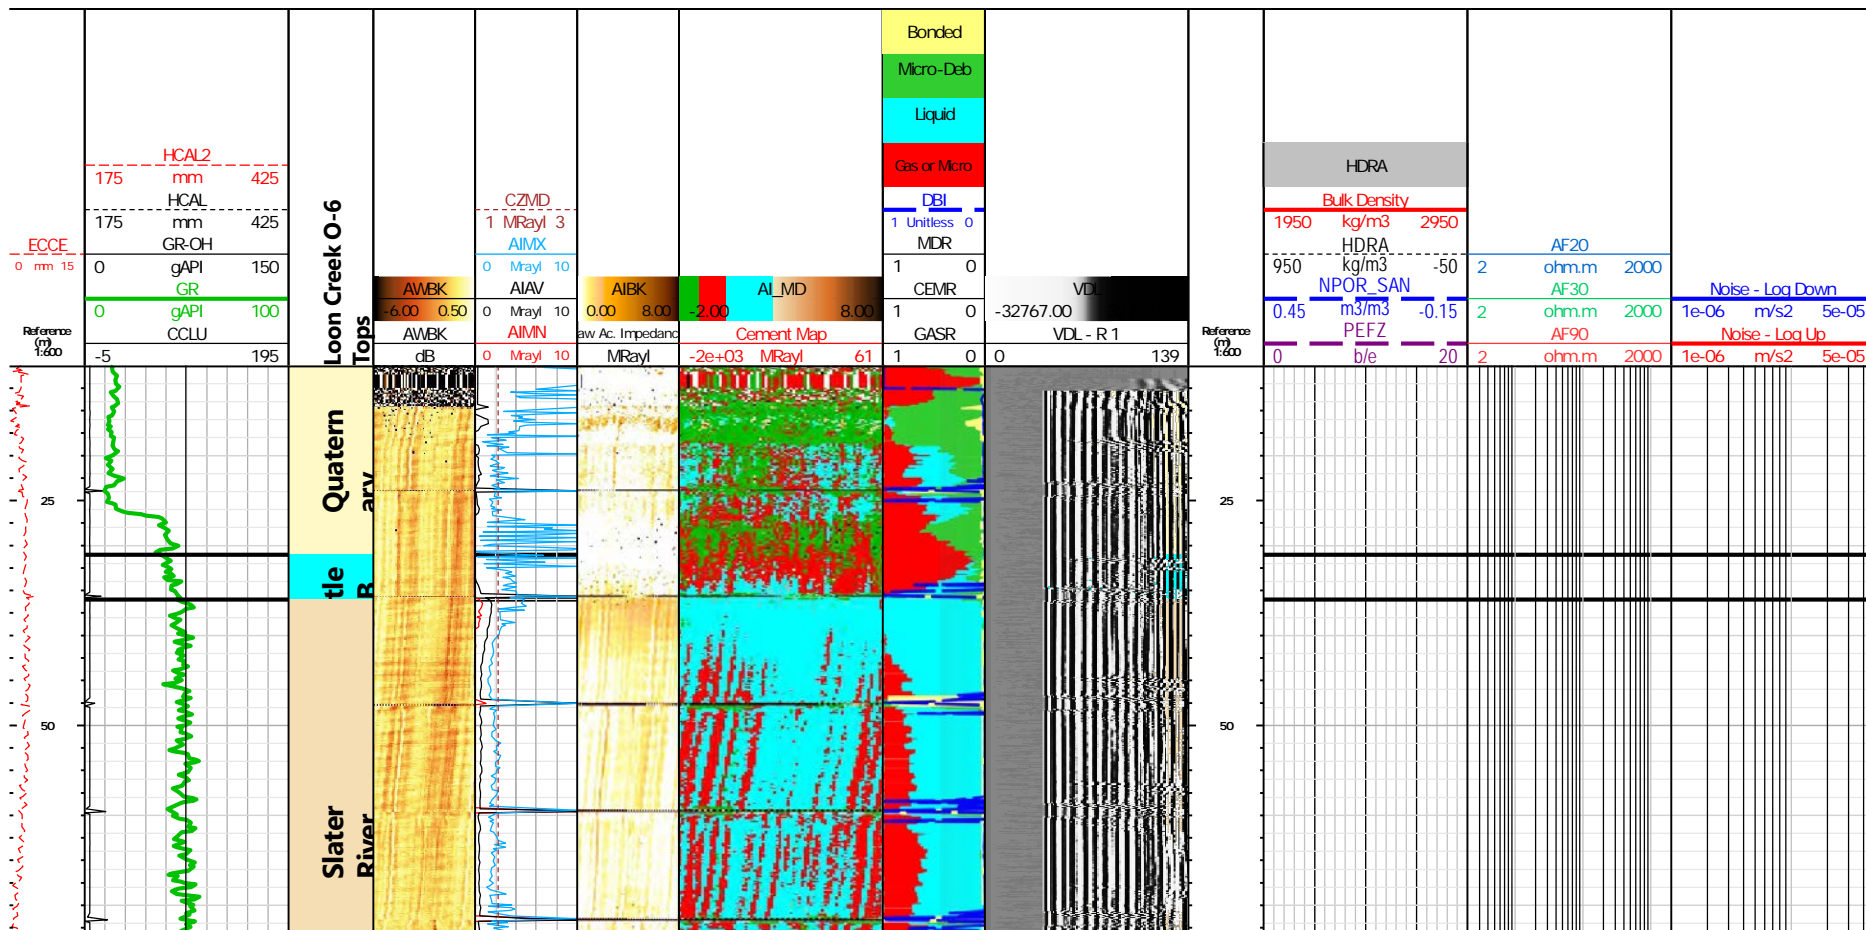 Bonded
Micro-Deb
Liquid
Gas or Micro
HCAL2
175 mm 425
HCAL
175 mm 425
ECCE
GR-OH
0 mm 15
0 gAPI 150
GR
0 gAPI 100
Reference
(m)
1:600
CCLU
-5 195
Loon Creek O-6
Tops
AWBK
-6.00 0.50
AWBK
dB
CZMD
1 MRayl 3
AIMX
0 Mrayl 10
AIAV
0 Mrayl 10
AIMN
0 Mrayl 10
AIBK
0.00 8.00
aw Ac. Impedanc
MRayl
AI_MD
-2.00 8.00
Cement Map
-2e+03 MRayl 61
DBI
1 Unitless 0
MDR
1 0
CEMR
1 0
GASR
1 0
VDL
-32767.00
VDL - R 1
0 139
Reference
(m)
1:600
HDRA
Bulk Density
1950 kg/m3 2950
HDRA
950 kg/m3 -50
NPOR_SAN
0.45 m3/m3 -0.15
PEFZ
0 b/e 20
AF20
2 ohm.m 2000
AF30
2 ohm.m 2000
AF90
2 ohm.m 2000
Noise - Log Down
1e-06 m/s2 5e-05
Noise - Log Up
1e-06 m/s2 5e-05
Quatern
ary
tle
R
Slater
River
25
50
25
50